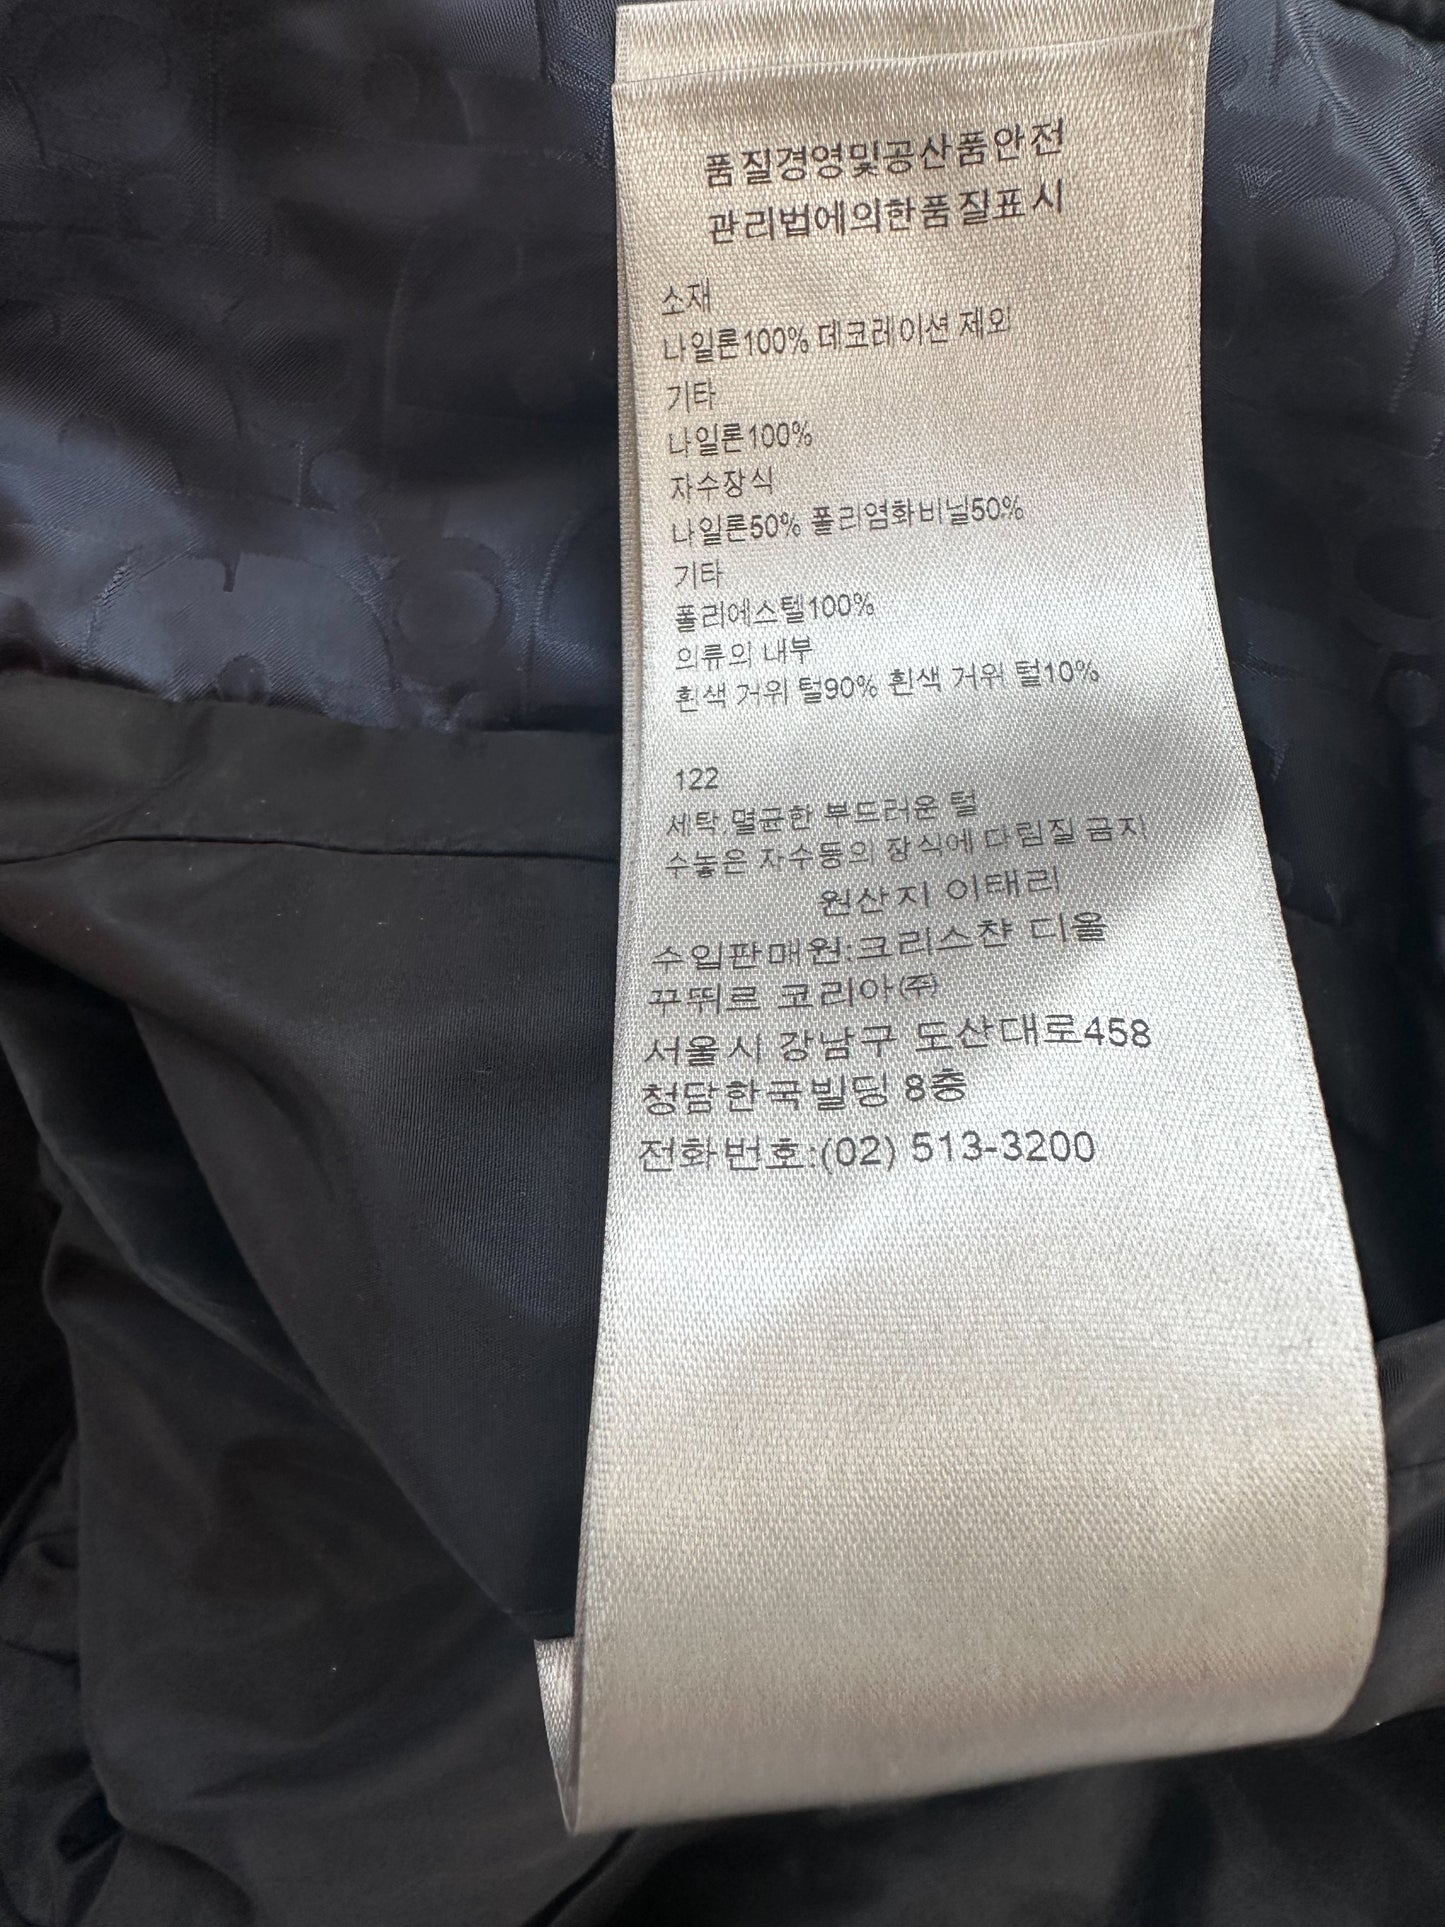 품질경영및공산품안전
관리법에의한품질표시
소재
나일론100% 데코레이션 제외
기타
나일론100%
자수장식
나일론50% 폴리염화비닐50%
기타
폴리에스텔100%
의류의 내부
흰색 거위 털90% 흰색 거위 털10%
122
세탁,멸균한 부드러운 털
수놓은 자수등의 장식에 다림질 금지
원산지 이태리
수입판매원:크리스챤 디올
꾸뛰르 코리아㈜
서울시 강남구 도산대로458
청담한국빌딩 8층
전화번호:(02) 513-3200